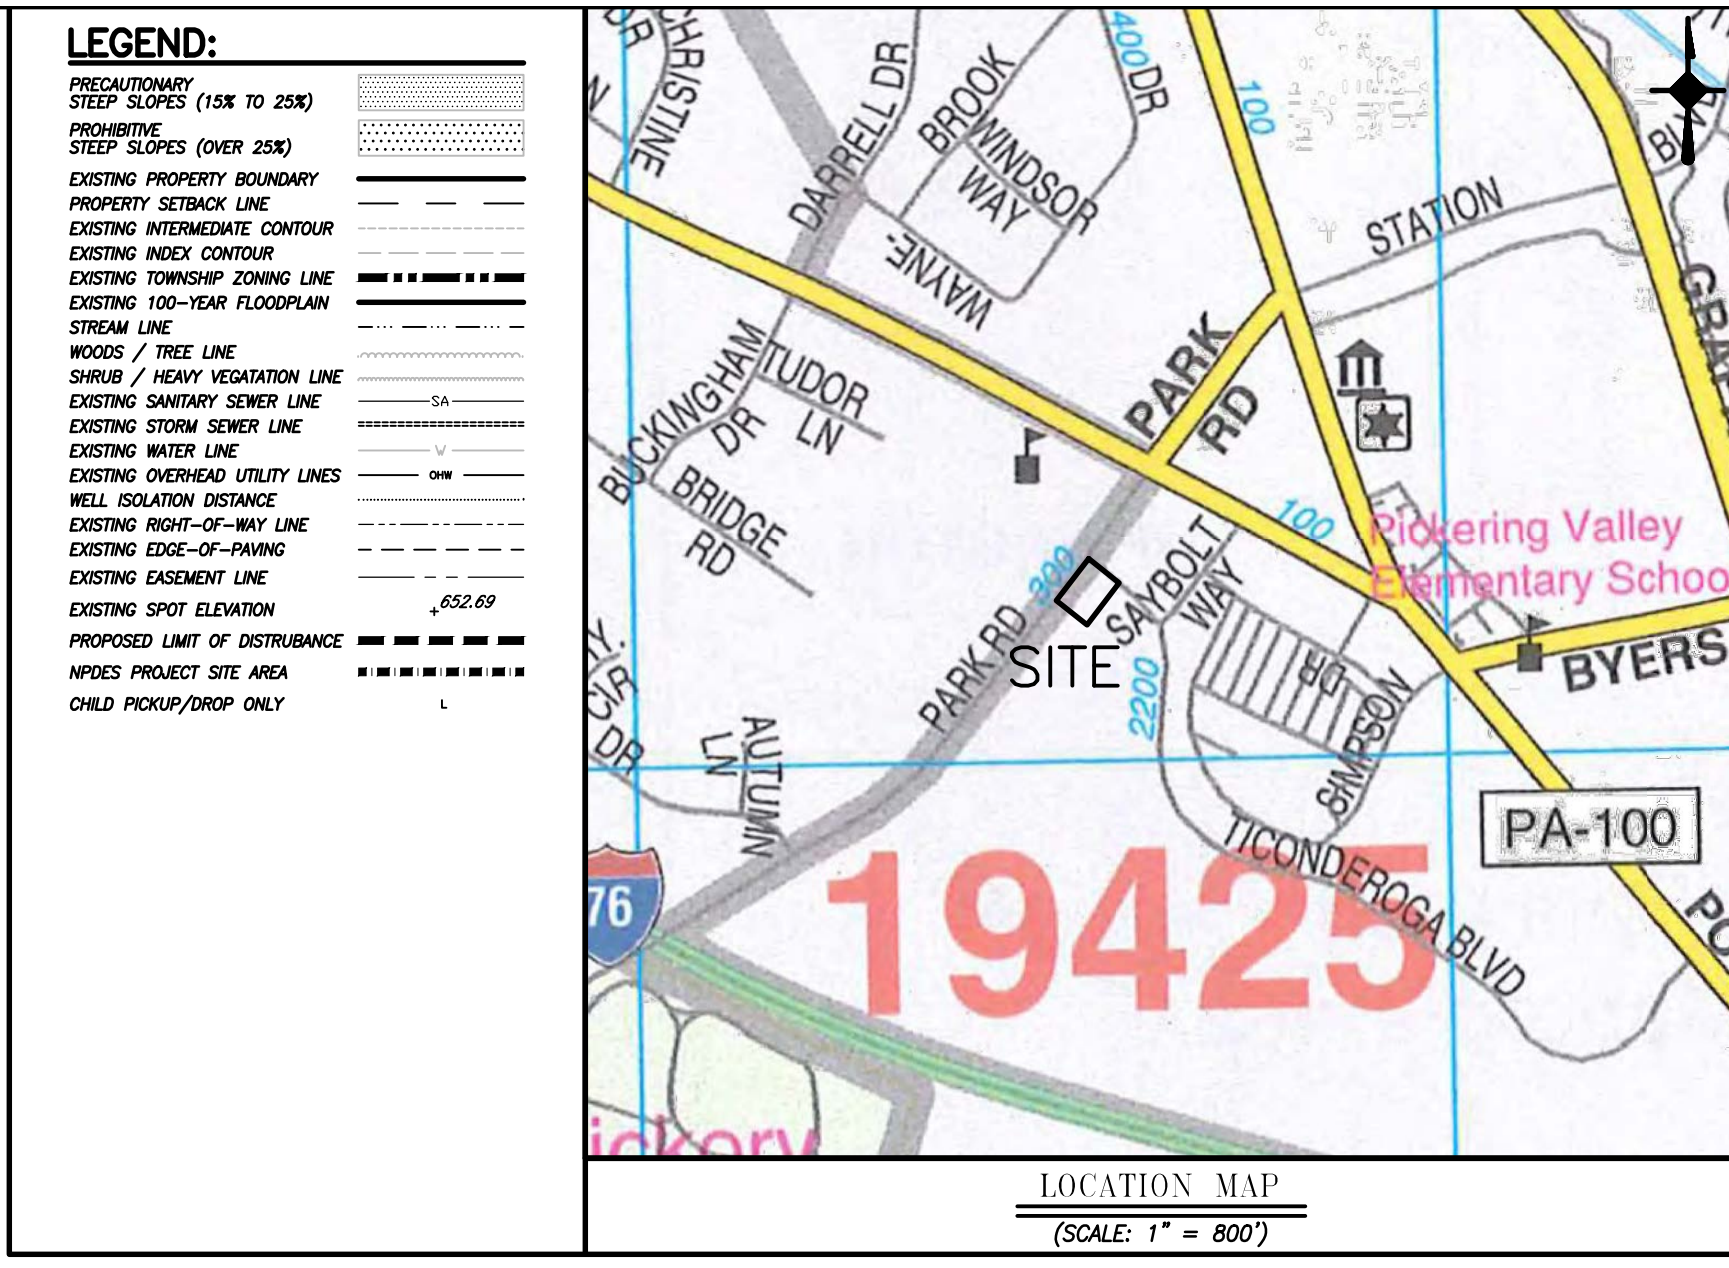 LEGEND:
PRECAUTIONARY
STEEP SLOPES (15% TO 25%)
PROHIBITIVE
STEEP SLOPES (OVER 25%)
EXISTING PROPERTY BOUNDARY
PROPERTY SETBACK LINE
EXISTING INTERMEDIATE CONTOUR
EXISTING INDEX CONTOUR
EXISTING TOWNSHIP ZONING LINE
EXISTING 100-YEAR FLOODPLAIN
STREAM LINE
WOODS / TREE LINE
SHRUB / HEAVY VEGATATION LINE
EXISTING SANITARY SEWER LINE SA
EXISTING STORM SEWER LINE
EXISTING WATER LINE W
EXISTING OVERHEAD UTILITY LINES OHW
WELL ISOLATION DISTANCE
EXISTING RIGHT-OF-WAY LINE
EXISTING EDGE-OF-PAVING
EXISTING EASEMENT LINE
EXISTING SPOT ELEVATION +652.69
PROPOSED LIMIT OF DISTRUBANCE
NPDES PROJECT SITE AREA
CHILD PICKUP/DROP ONLY L
DR
CHRISTINE
N
DARRELL DR
BROOK
WINDSOR
WAY
400
DR
100
BLV
STATION
WAYNE-
GRA
PARK
RD
BUCKINGHAM
DR
TUDOR
LN
BRIDGE
RD
100
Pickering Valley
Elementary Schoo
300
SAYBOLT
WAY
PARK RD
SITE
2200
BYERS
DR
SIMPSON
Y.
CIR
DR
AUTUMN
LN
PA-100
TICONDEROGA BLVD
PO
76
19425
ickory
LOCATION MAP
(SCALE: 1" = 800')